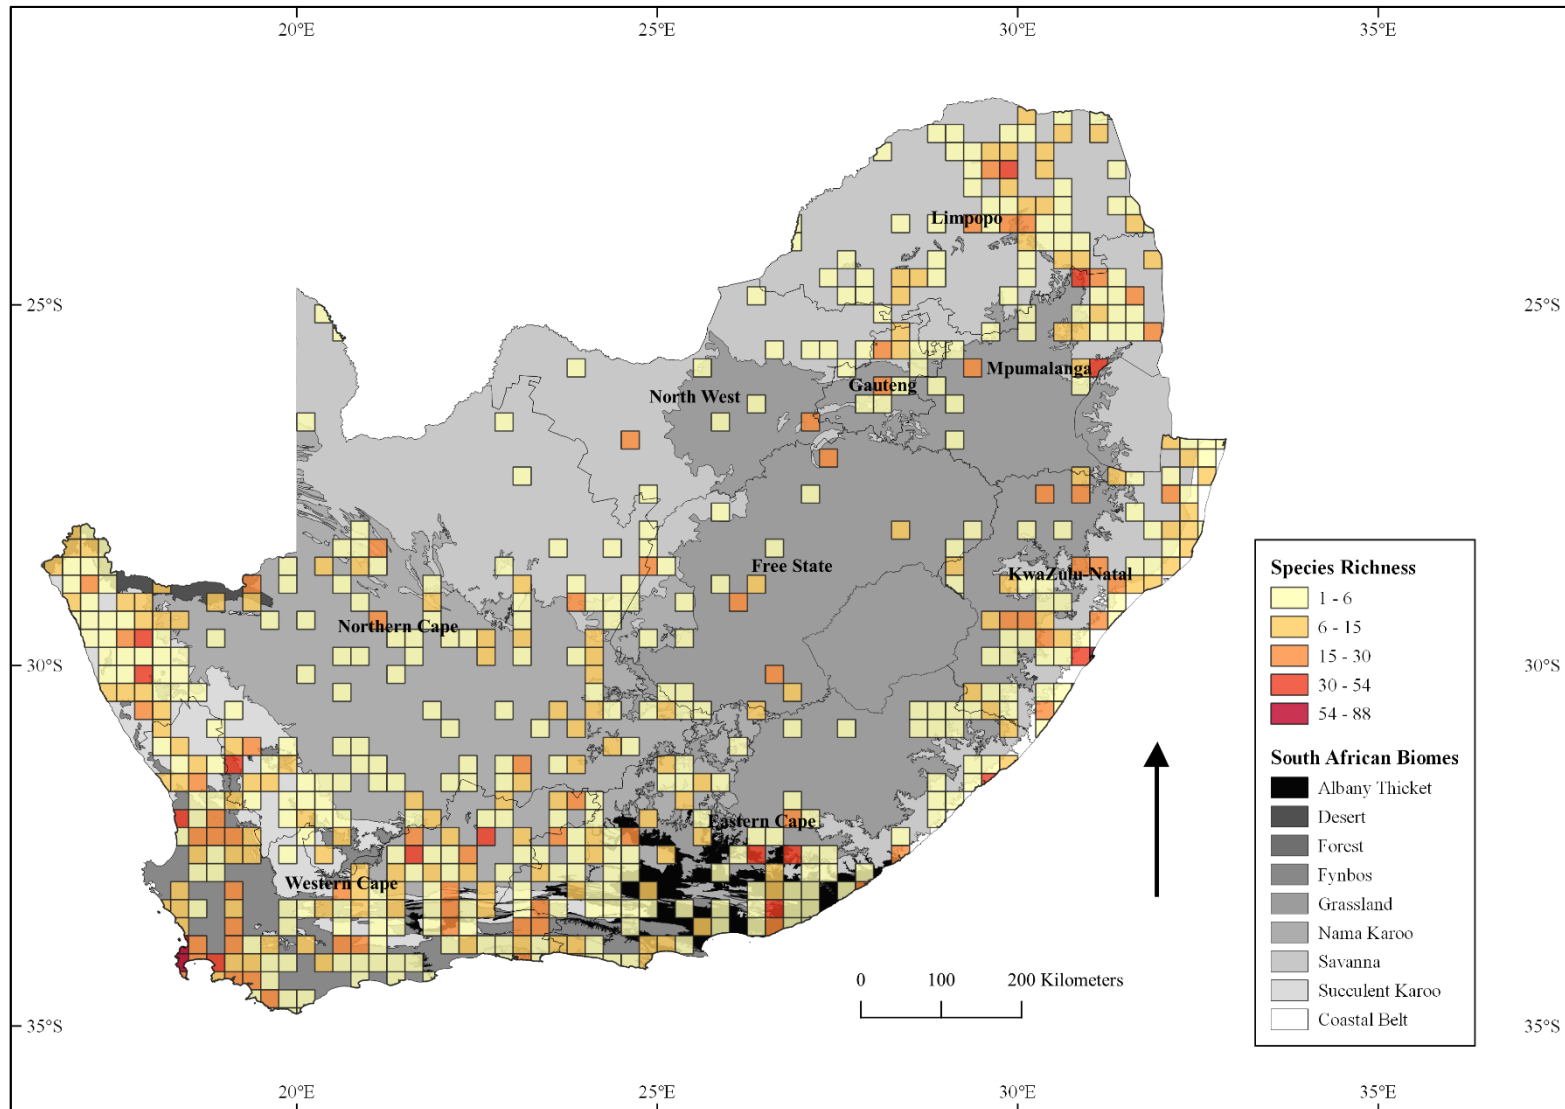 20°E 25°E 30°E 35°E
Limpopo
25°S 25°S
Mpumalanga
Gauteng
North West
Free State
KwaZulu-Natal
Northern Cape
30°S 30°S
Eastern Cape
Western Cape
Species Richness
1 - 6
6 - 15
15 - 30
30 - 54
54 - 88
South African Biomes
Albany Thicket
Desert
Forest
Fynbos
Grassland
Nama Karoo
Savanna
Succulent Karoo
Coastal Belt
0 100 200 Kilometers
35°S 35°S
20°E 25°E 30°E 35°E